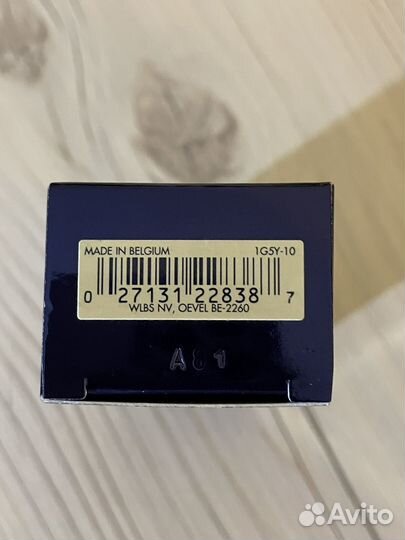 MADE IN BELGIUM 1G5Y-10
0 27131 22838 7
WLBS NV, OEVEL BE-2260
A81
Avito